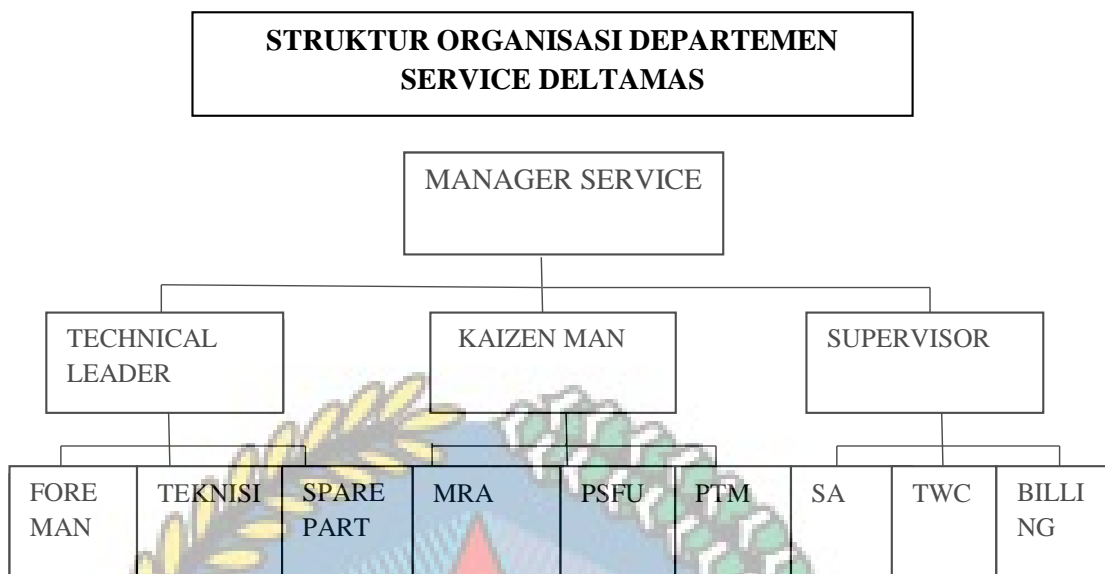 STRUKTUR ORGANISASI DEPARTEMEN
SERVICE DELTAMAS
MANAGER SERVICE
TECHNICAL
LEADER
KAIZEN MAN
SUPERVISOR
FORE
MAN
TEKNISI
SPARE
PART
MRA
PSFU
PTM
SA
TWC
BILLI
NG